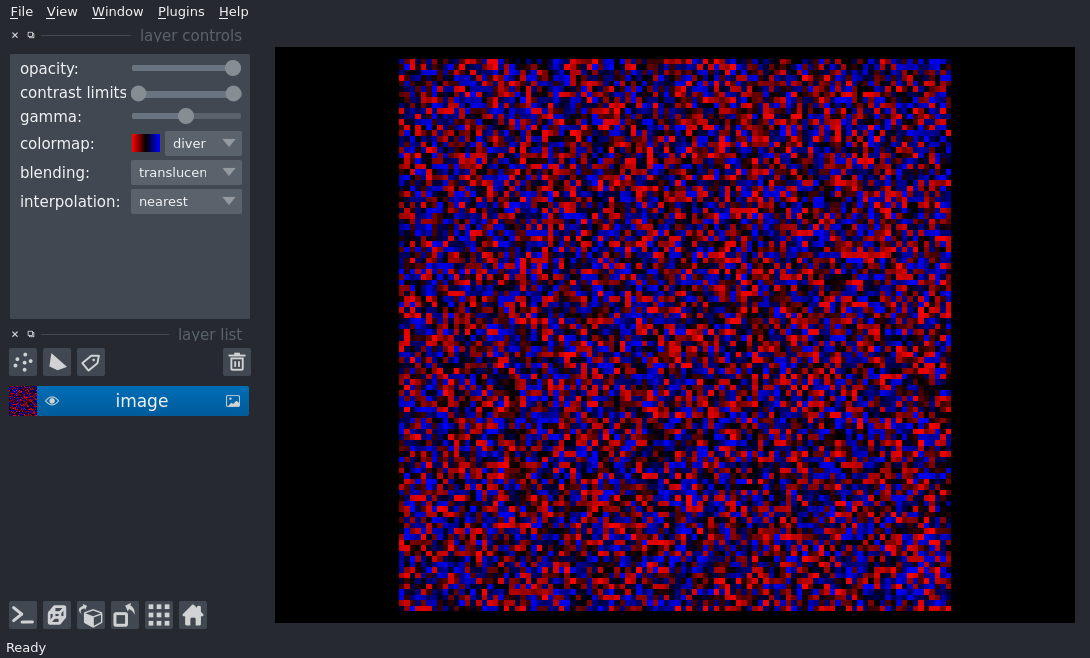 File View Window Plugins Help
layer controls
opacity:
contrast limits
gamma:
colormap: diver
blending: translucen
interpolation: nearest
layer list
image
Ready